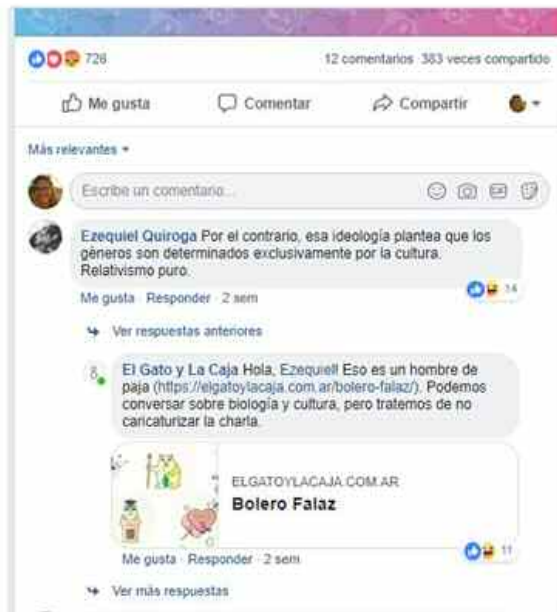 726 12 comentarios 383 veces compartido
Me gusta Comentar Compartir
Más relevantes
Escribe un comentario...
Ezequiel Quiroga Por el contrario, esa ideología plantea que los
géneros son determinados exclusivamente por la cultura.
Relativismo puro.
Me gusta · Responder · 2 sem 14
Ver respuestas anteriores
El Gato y La Caja Hola, Ezequiel! Eso es un hombre de
paja (https://elgatoylacaja.com.ar/bolero-falaz/). Podemos
conversar sobre biología y cultura, pero tratemos de no
caricaturizar la charla.
ELGATOYLACAJA.COM.AR
Bolero Falaz
Me gusta · Responder · 2 sem 11
Ver más respuestas